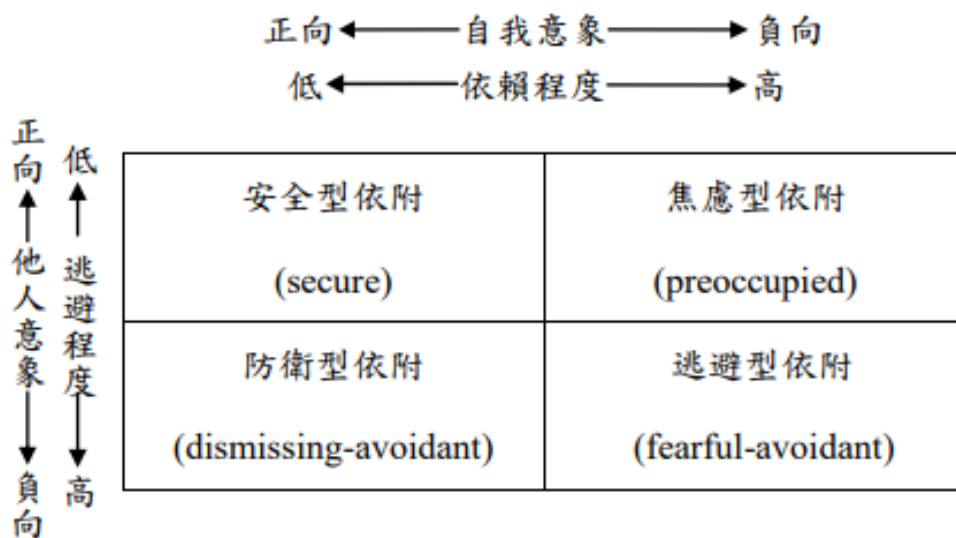 正向 自我意象 負向
低 依賴程度 高
正向 他人意象 負向
低 逃避程度 高
安全型依附
(secure)
焦慮型依附
(preoccupied)
防衛型依附
(dismissing-avoidant)
逃避型依附
(fearful-avoidant)